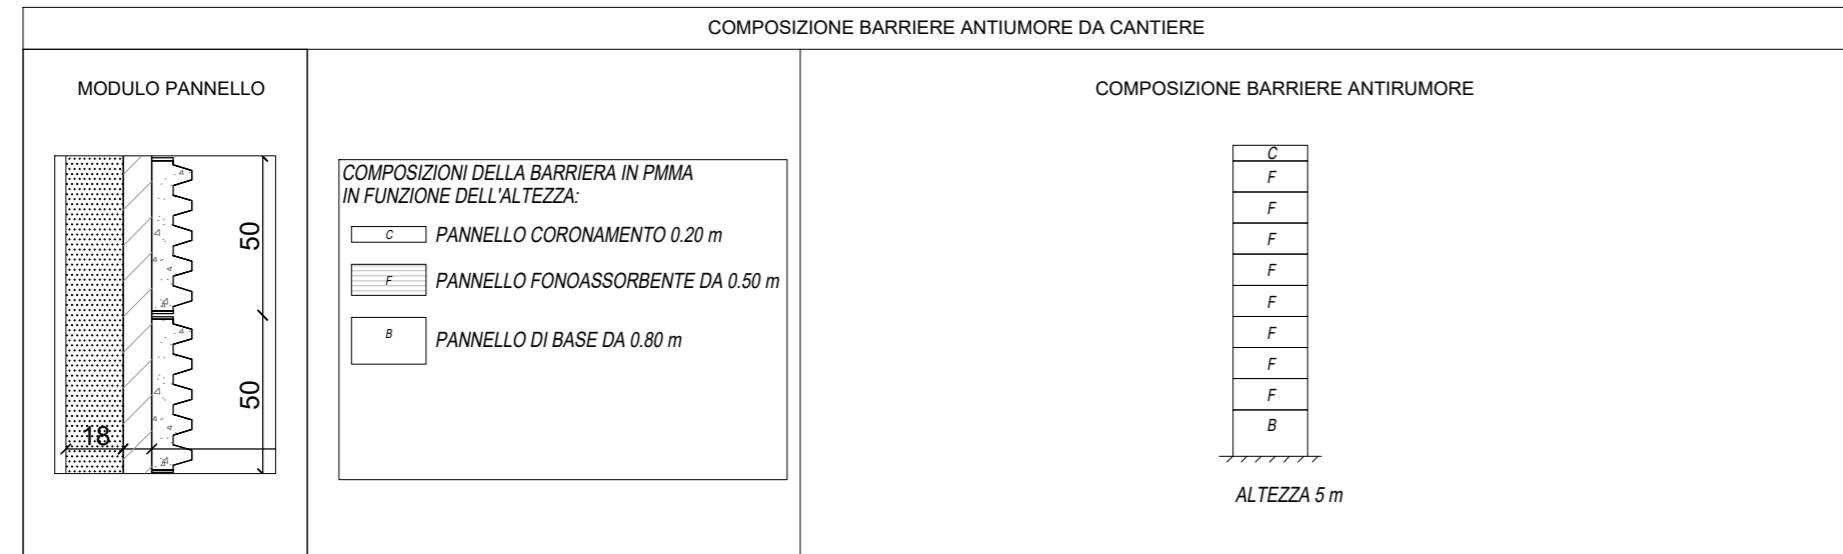 COMPOSIZIONE BARRIERE ANTIUMORE DA CANTIERE
MODULO PANNELLO
50
50
18
COMPOSIZIONI DELLA BARRIERA IN PMMA
IN FUNZIONE DELL'ALTEZZA:
C PANNELLO CORONAMENTO 0.20 m
F PANNELLO FONOASSORBENTE DA 0.50 m
B PANNELLO DI BASE DA 0.80 m
COMPOSIZIONE BARRIERE ANTIRUMORE
C
F
F
F
F
F
F
F
F
B
ALTEZZA 5 m